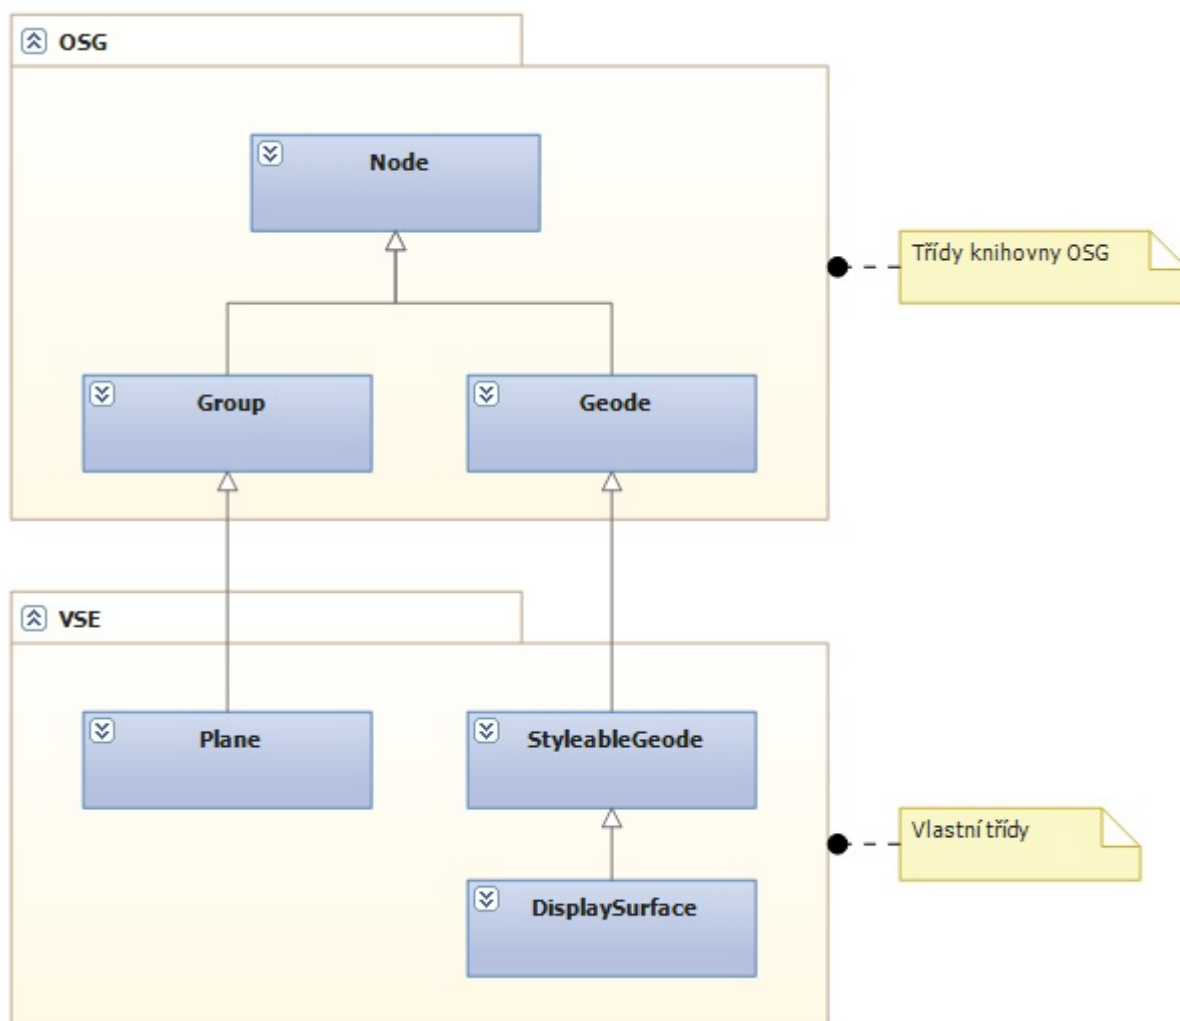 OSG
Node
Třídy knihovny OSG
Group
Geode
VSE
Plane
StyleableGeode
Vlastní třídy
DisplaySurface